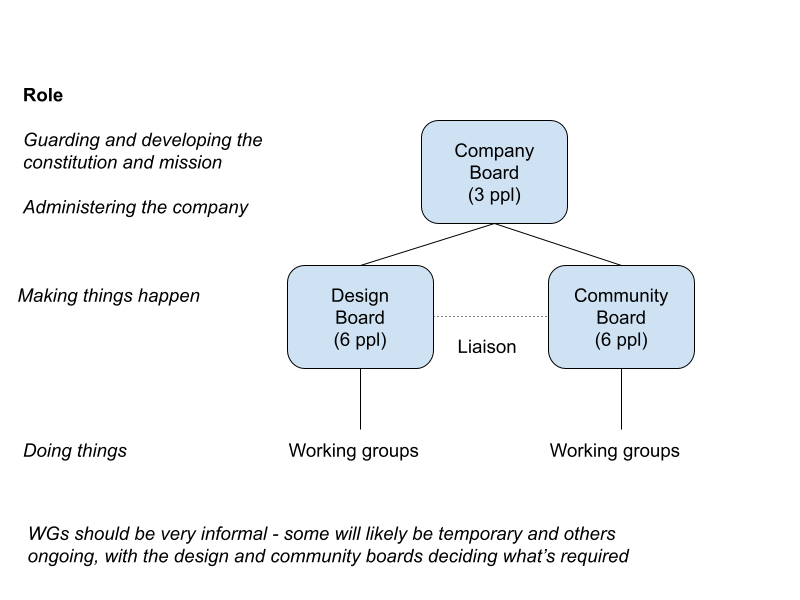 Role
Guarding and developing the
constitution and mission
Administering the company
Company
Board
(3 ppl)
Making things happen
Design
Board
(6 ppl)
Liaison
Community
Board
(6 ppl)
Doing things
Working groups
Working groups
WGs should be very informal - some will likely be temporary and others
ongoing, with the design and community boards deciding what’s required